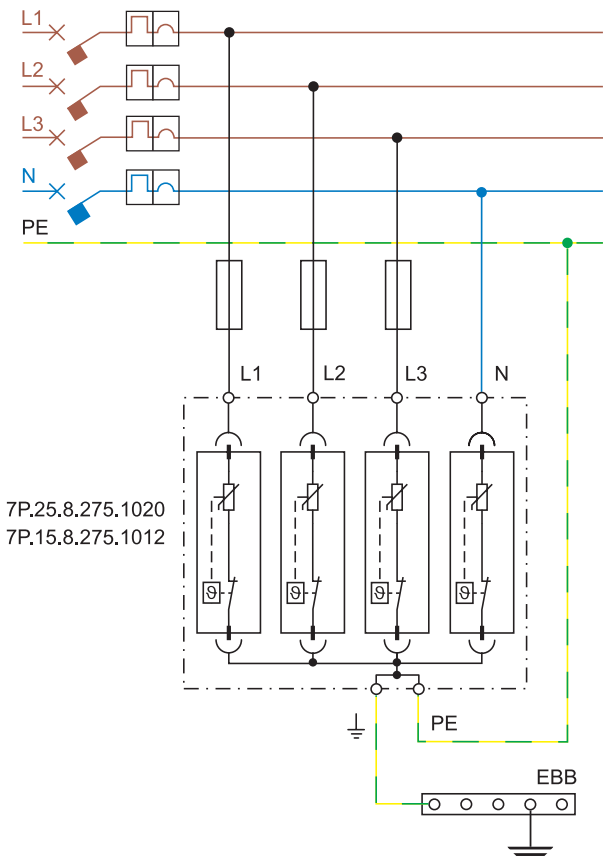 L1
L2
L3
N
PE
L1 L2 L3 N
7P.25.8.275.1020
7P.15.8.275.1012
ϑ ϑ ϑ ϑ
PE
EBB